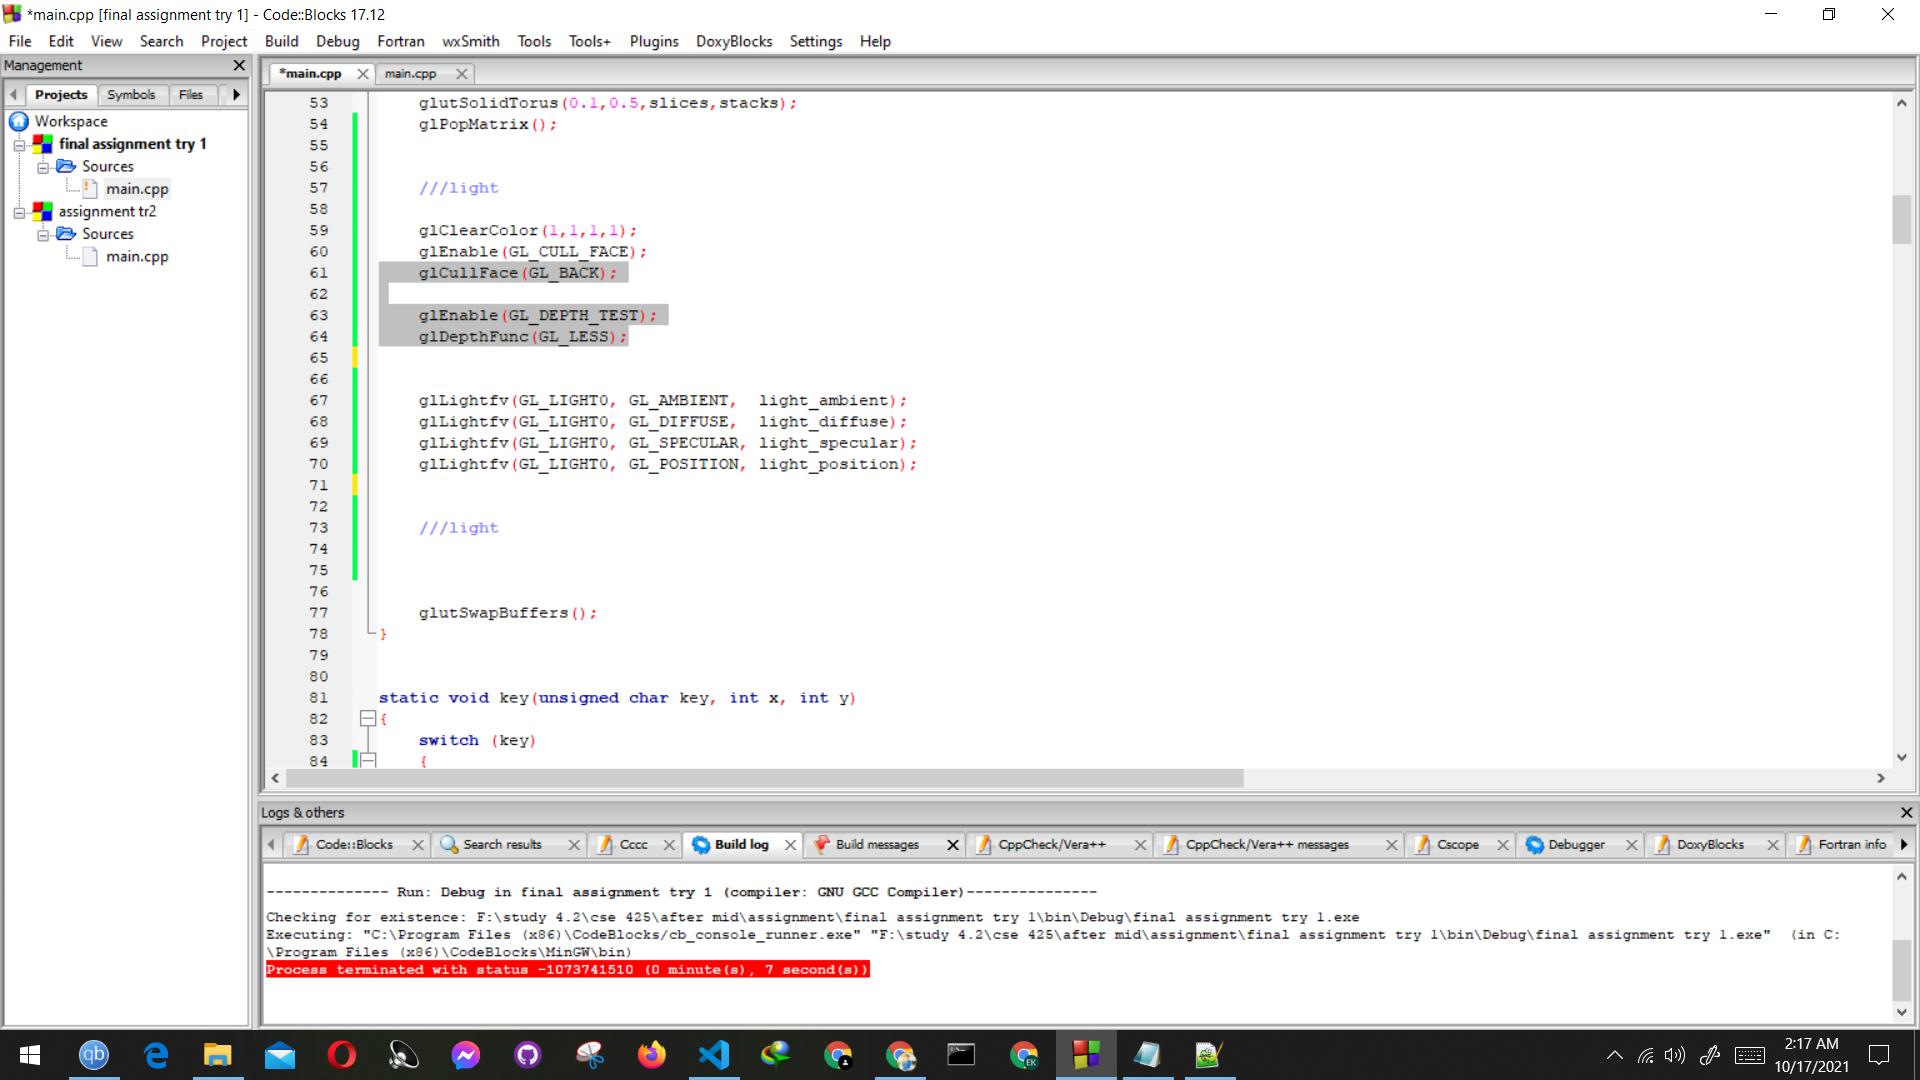 *main.cpp [final assignment try 1] - Code::Blocks 17.12
File Edit View Search Project Build Debug Fortran wxSmith Tools Tools+ Plugins DoxyBlocks Settings Help
Management
*main.cpp main.cpp
Projects Symbols Files
Workspace
final assignment try 1
Sources
main.cpp
assignment tr2
Sources
main.cpp
53 glutSolidTorus(0.1,0.5,slices,stacks);
54 glPopMatrix();
55
56
57 ///light
58
59 glClearColor(1,1,1,1);
60 glEnable(GL_CULL_FACE);
61 glCullFace(GL_BACK);
62
63 glEnable(GL_DEPTH_TEST);
64 glDepthFunc(GL_LESS);
65
66
67 glLightfv(GL_LIGHT0, GL_AMBIENT, light_ambient);
68 glLightfv(GL_LIGHT0, GL_DIFFUSE, light_diffuse);
69 glLightfv(GL_LIGHT0, GL_SPECULAR, light_specular);
70 glLightfv(GL_LIGHT0, GL_POSITION, light_position);
71
72
73 ///light
74
75
76
77 glutSwapBuffers();
78 }
79
80
81 static void key(unsigned char key, int x, int y)
82 {
83 switch (key)
84 {
Logs & others
Code::Blocks Search results Cccc Build log Build messages CppCheck/Vera++ CppCheck/Vera++ messages Cscope Debugger DoxyBlocks Fortran info
-------------- Run: Debug in final assignment try 1 (compiler: GNU GCC Compiler)---------------
Checking for existence: F:\study 4.2\cse 425\after mid\assignment\final assignment try 1\bin\Debug\final assignment try 1.exe
Executing: "C:\Program Files (x86)\CodeBlocks/cb_console_runner.exe" "F:\study 4.2\cse 425\after mid\assignment\final assignment try 1\bin\Debug\final assignment try 1.exe" (in C:
\Program Files (x86)\CodeBlocks\MinGW\bin)
Process terminated with status -1073741510 (0 minute(s), 7 second(s))
qb
EK
2:17 AM
10/17/2021